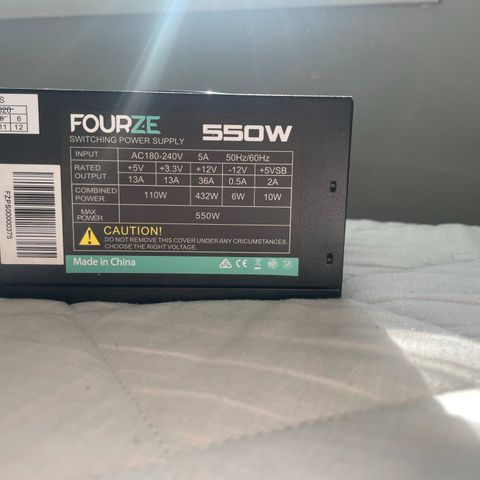 S
6
11 12
FZPS00000375
FOURZE 550W
SWITCHING POWER SUPPLY
INPUT AC180-240V 5A 50Hz/60Hz
RATED OUTPUT +5V +3.3V +12V -12V +5VSB
13A 13A 36A 0.5A 2A
COMBINED POWER 110W 432W 6W 10W
MAX POWER 550W
CAUTION!
DO NOT REMOVE THIS COVER UNDER ANY CIRCUMSTANCES.
CHOOSE THE RIGHT VOLTAGE.
Made in China CE